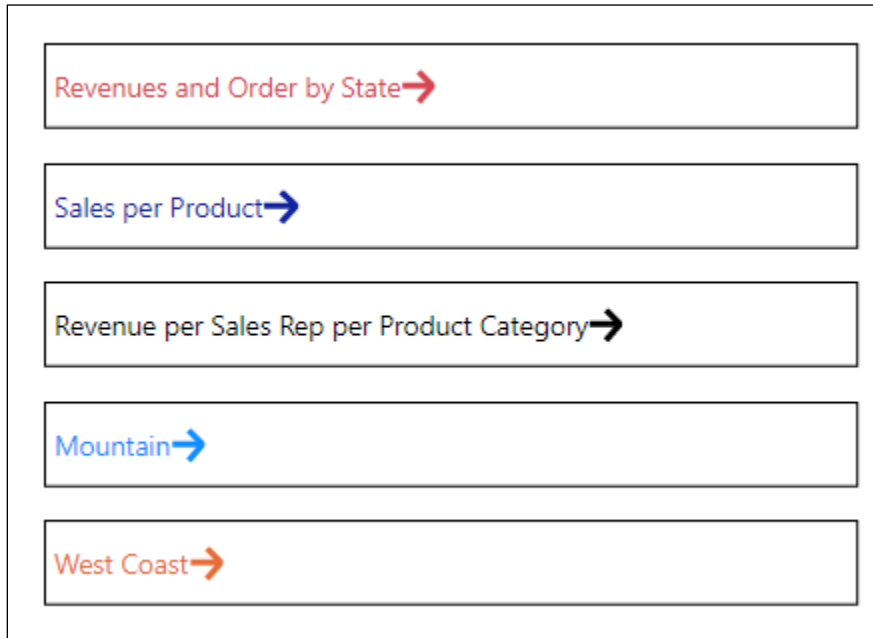 Revenues and Order by State
Sales per Product
Revenue per Sales Rep per Product Category
Mountain
West Coast